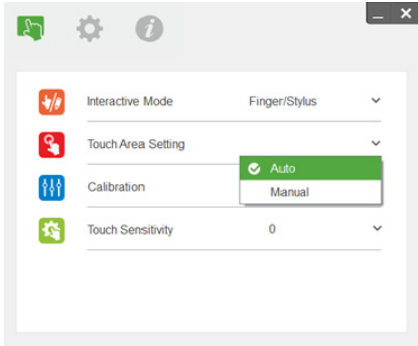 Interactive Mode Finger/Stylus
Touch Area Setting
Auto
Calibration
Manual
Touch Sensitivity 0